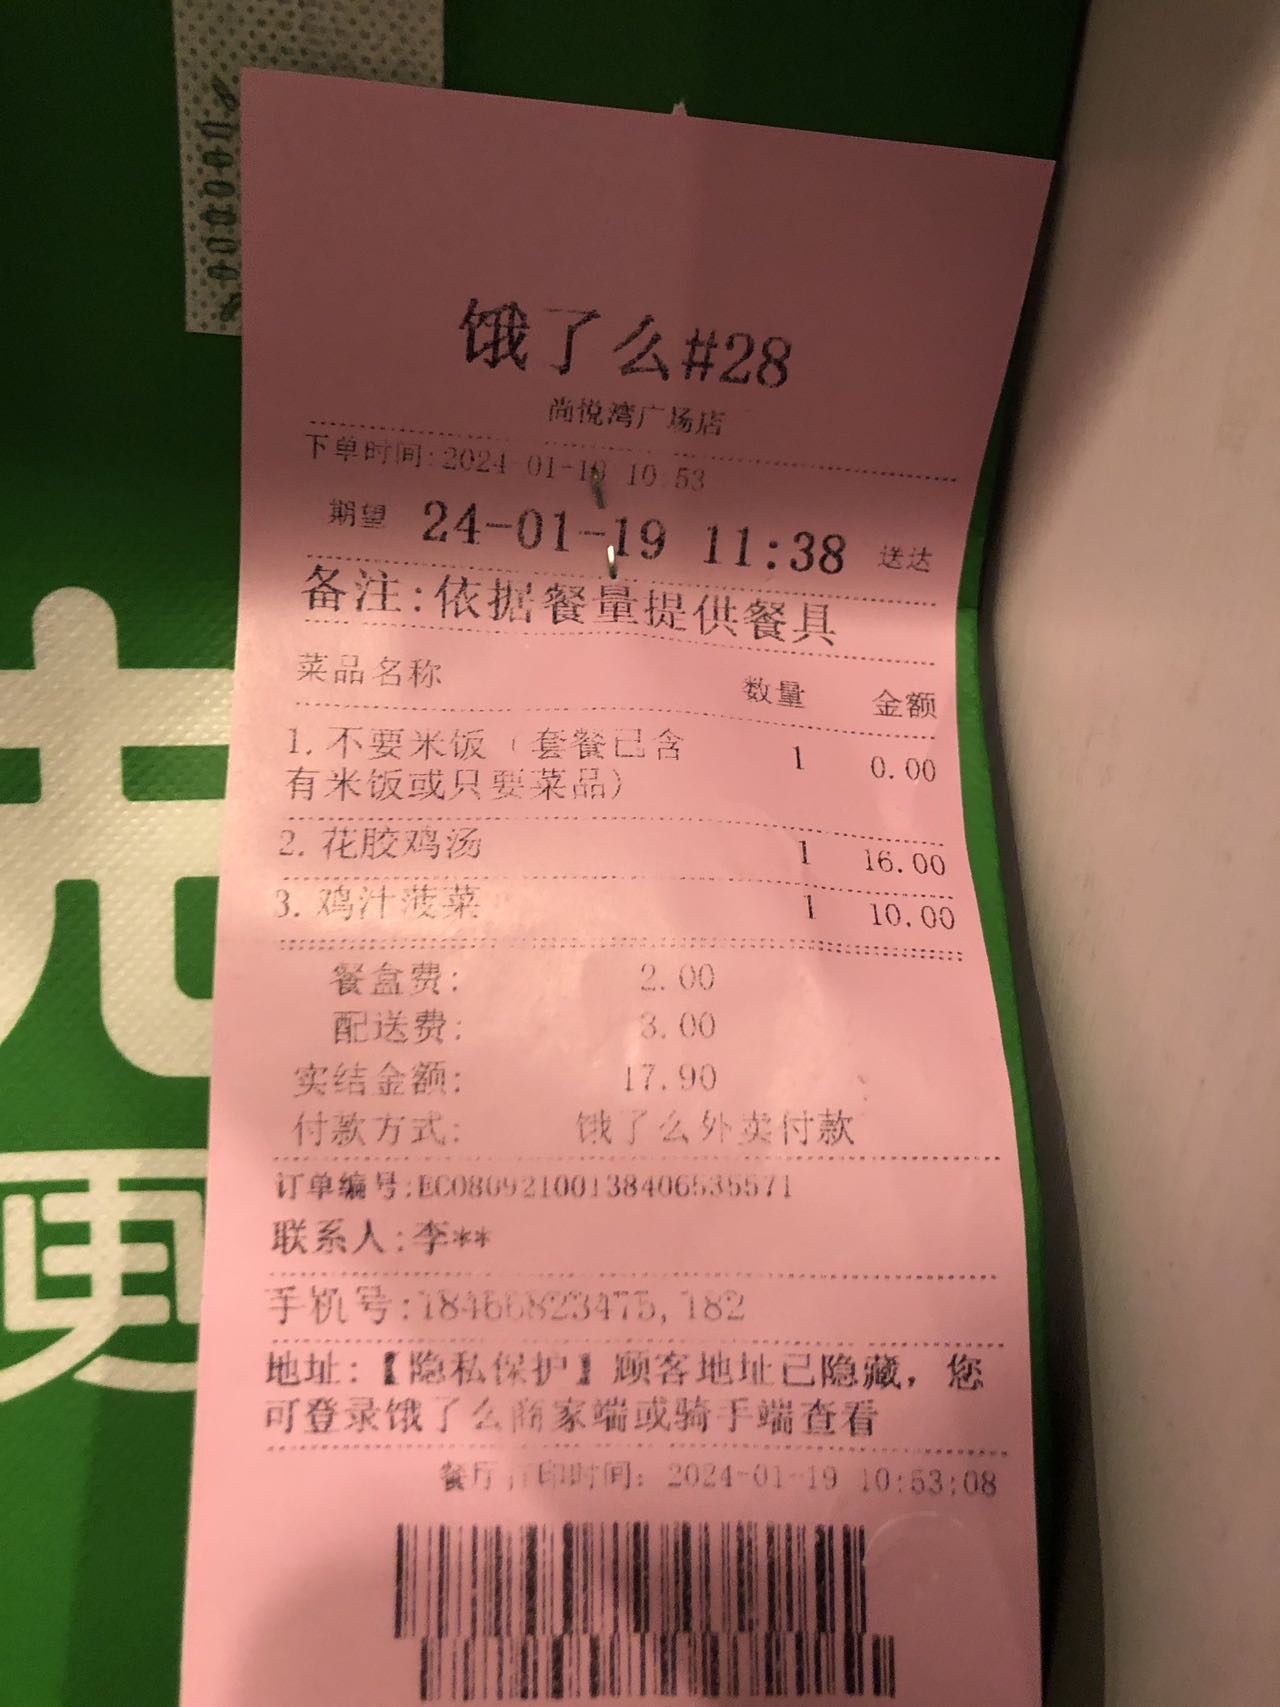 饿了么#28
尚悦湾广场店
下单时间:2024-01-19 10:53
期望 24-01-19 11:38 送达
备注:依据餐量提供餐具
菜品名称 数量 金额
1.不要米饭（套餐已含 1 0.00
有米饭或只要菜品）
2.花胶鸡汤 1 16.00
3.鸡汁菠菜 1 10.00
餐盒费: 2.00
配送费: 3.00
实结金额: 17.90
付款方式: 饿了么外卖付款
订单编号:EC08092100138406535571
联系人:李**
手机号:18466823475,182
地址:【隐私保护】顾客地址已隐藏，您
可登录饿了么商家端或骑手端查看
餐厅打印时间: 2024-01-19 10:53:08